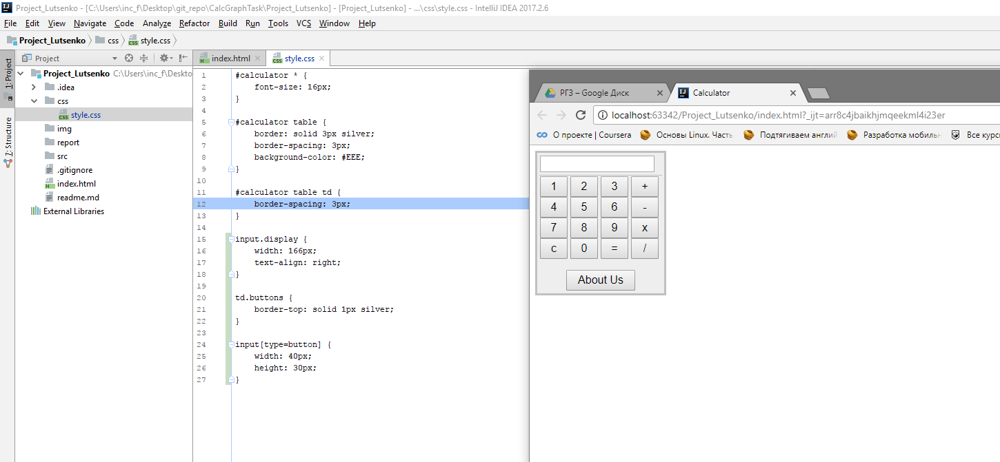 Project_Lutsenko - [C:\Users\inc_f\Desktop\git_repo\CalcGraphTask\Project_Lutsenko] - [Project_Lutsenko] - ...\css\style.css - IntelliJ IDEA 2017.2.6
File Edit View Navigate Code Analyze Refactor Build Run Tools VCS Window Help
Project_Lutsenko css style.css
1: Project
7: Structure
Project
Project_Lutsenko C:\Users\inc_f\Deskto
.idea
css
style.css
img
report
src
.gitignore
index.html
readme.md
External Libraries
index.html style.css
1 #calculator * {
2 font-size: 16px;
3 }
4
5 #calculator table {
6 border: solid 3px silver;
7 border-spacing: 3px;
8 background-color: #EEE;
9 }
10
11 #calculator table td {
12 border-spacing: 3px;
13 }
14
15 input.display {
16 width: 166px;
17 text-align: right;
18 }
19
20 td.buttons {
21 border-top: solid 1px silver;
22 }
23
24 input[type=button] {
25 width: 40px;
26 height: 30px;
27 }
РГЗ – Google Диск Calculator
localhost:63342/Project_Lutsenko/index.html?_ijt=arr8c4jbaikhjmqeekml4i23er
О проекте | Coursera Основы Linux. Часть Подтягиваем англий Разработка мобильн Все курс
1 2 3 +
4 5 6 -
7 8 9 x
c 0 = /
About Us